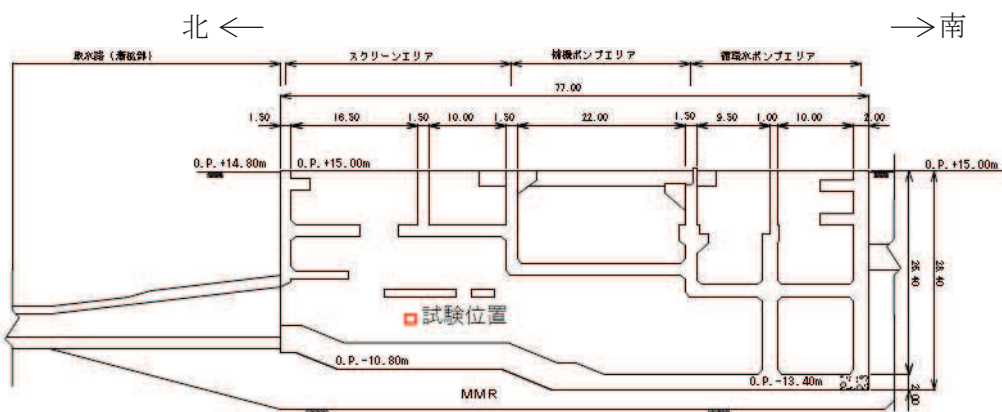 北 ←
→ 南
取水路(漸拡部)
スクリーンエリア
補機ポンプエリア
循環水ポンプエリア
77.00
1.50
16.50
1.50
10.00
1.50
22.00
1.50
9.50
1.00
10.00
2.00
O.P.+14.80m
O.P.+15.00m
O.P.+15.00m
26.40
28.40
試験位置
O.P.-10.80m
O.P.-13.40m
MMR
2.00